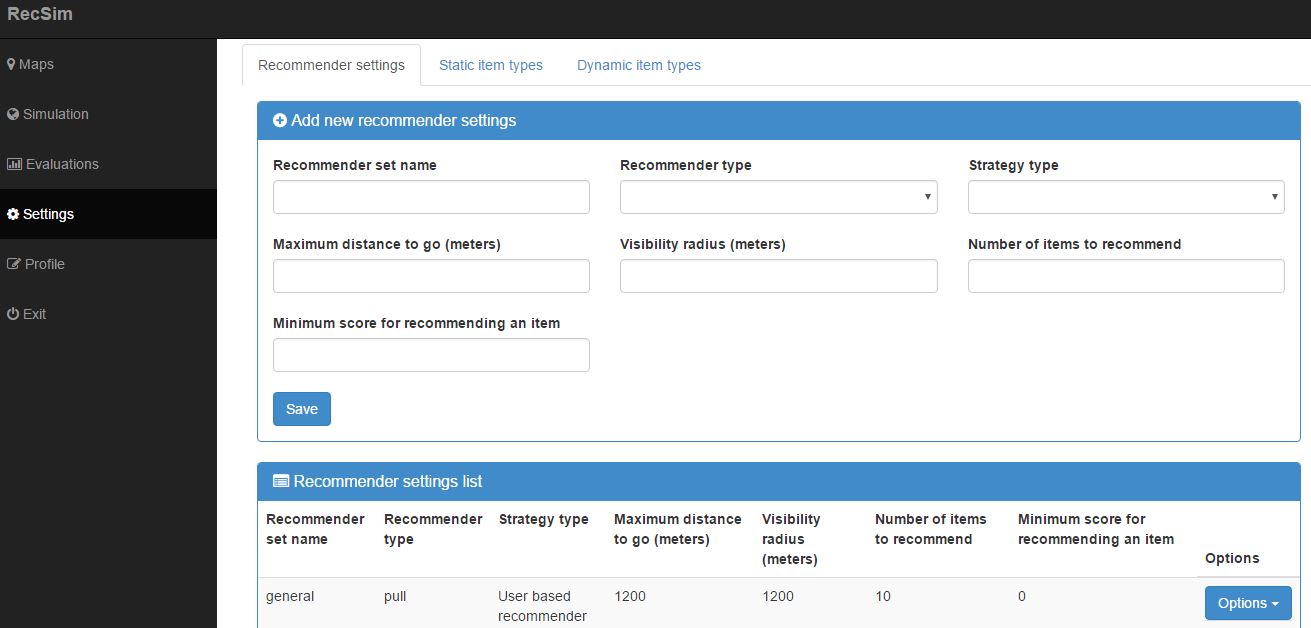 RecSim
Maps
Simulation
Evaluations
Settings
Profile
Exit
Recommender settings Static item types Dynamic item types
Add new recommender settings
Recommender set name Recommender type Strategy type
Maximum distance to go (meters) Visibility radius (meters) Number of items to recommend
Minimum score for recommending an item
Save
Recommender settings list
Recommender Recommender Strategy type Maximum distance Visibility Number of items Minimum score for
set name type to go (meters) radius to recommend recommending an item
(meters) Options
general pull User based 1200 1200 10 0 Options
recommender